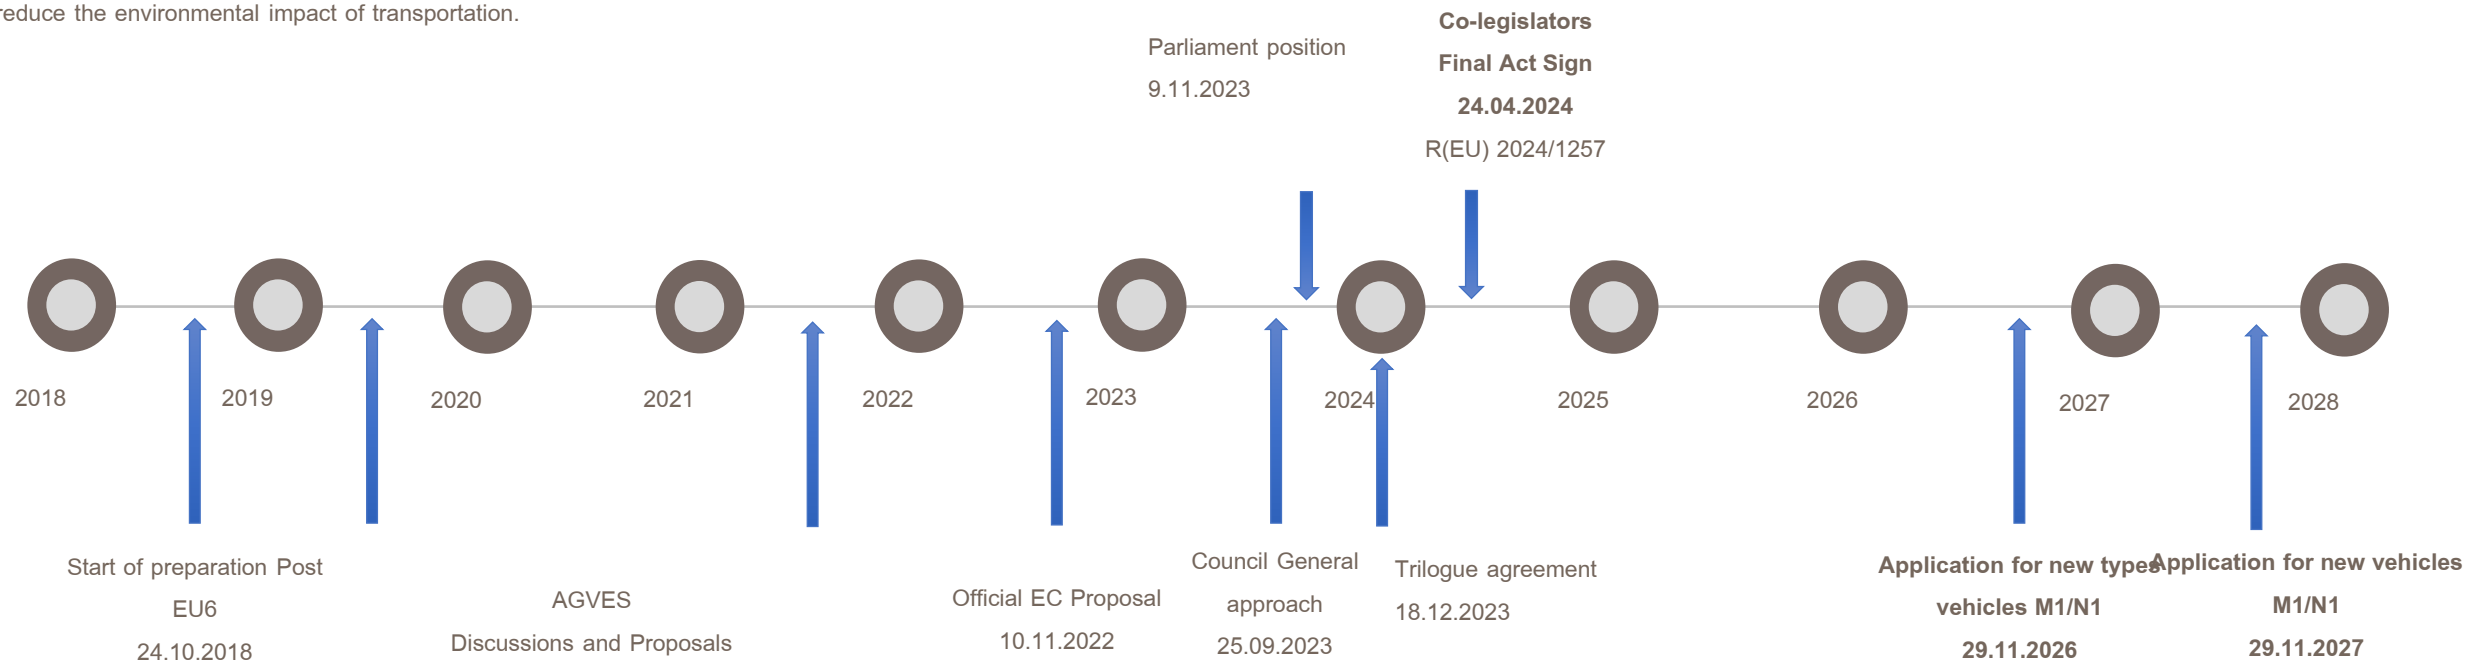 reduce the environmental impact of transportation.
Parliament position
9.11.2023
Co-legislators
Final Act Sign
24.04.2024
R(EU) 2024/1257
2018
2019
2020
2021
2022
2023
2024
2025
2026
2027
2028
Start of preparation Post
EU6
24.10.2018
AGVES
Discussions and Proposals
Official EC Proposal
10.11.2022
Council General
approach
25.09.2023
Trilogue agreement
18.12.2023
Application for new types
vehicles M1/N1
29.11.2026
Application for new vehicles
M1/N1
29.11.2027